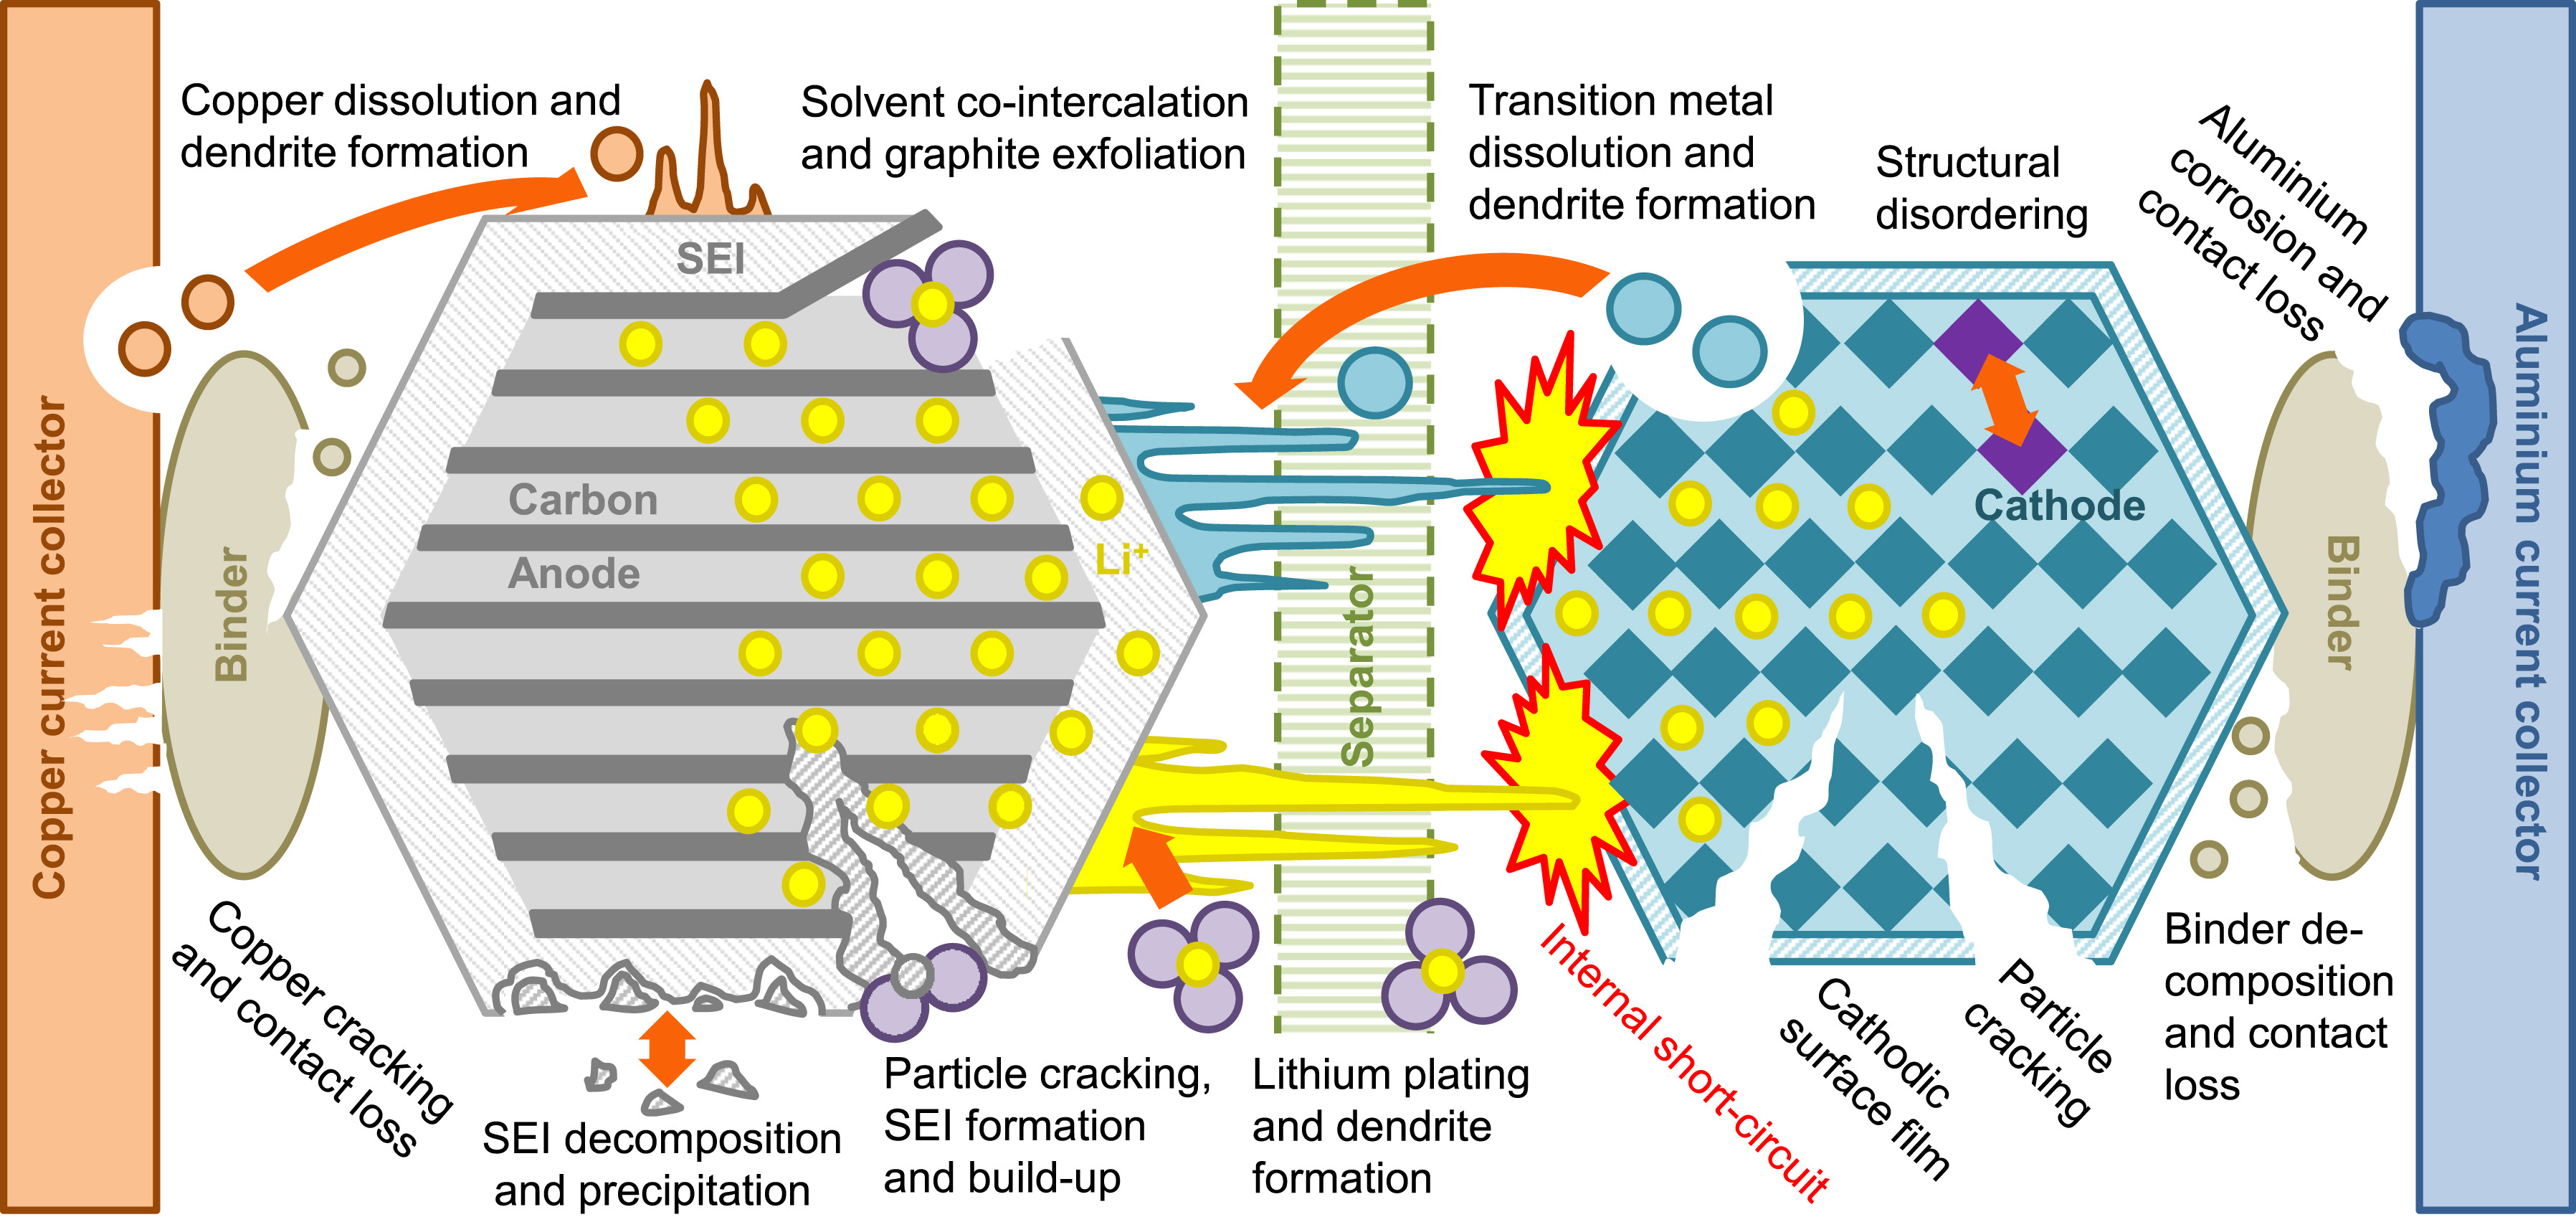 Copper current collector
Copper dissolution and
dendrite formation
Solvent co-intercalation
and graphite exfoliation
Transition metal
dissolution and
dendrite formation
Structural
disordering
Aluminium
corrosion and
contact loss
Aluminium current collector
SEI
Carbon
Anode
Li+
Binder
Separator
Cathode
Binder
Copper cracking
and contact loss
SEI decomposition
and precipitation
Particle cracking,
SEI formation
and build-up
Lithium plating
and dendrite
formation
Internal short-circuit
Cathodic
surface film
Particle
cracking
Binder de-
composition
and contact
loss